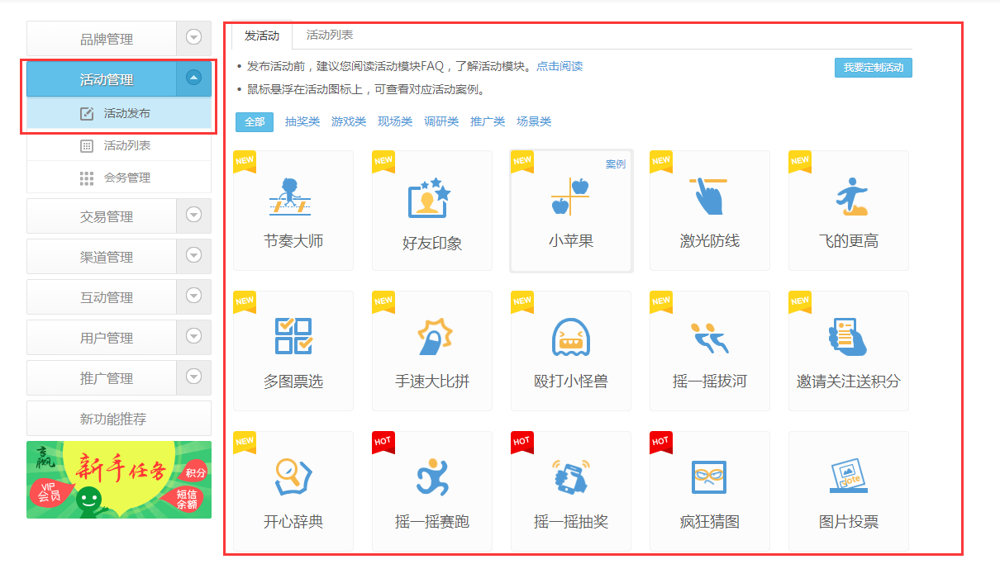 品牌管理
活动管理
活动发布
活动列表
会务管理
交易管理
渠道管理
互动管理
用户管理
推广管理
新功能推荐
赢
新手任务
积分
VIP
会员
短信
余额
发活动
活动列表
• 发布活动前，建议您阅读活动模块FAQ，了解活动模块。点击阅读
我要定制活动
• 鼠标悬浮在活动图标上，可查看对应活动案例。
全部 抽奖类 游戏类 现场类 调研类 推广类 场景类
NEW NEW NEW 案例 NEW NEW
节奏大师 好友印象 小苹果 激光防线 飞的更高
NEW NEW NEW NEW NEW
多图票选 手速大比拼 殴打小怪兽 摇一摇拔河 邀请关注送积分
NEW HOT HOT HOT
vote
开心辞典 摇一摇赛跑 摇一摇抽奖 疯狂猜图 图片投票